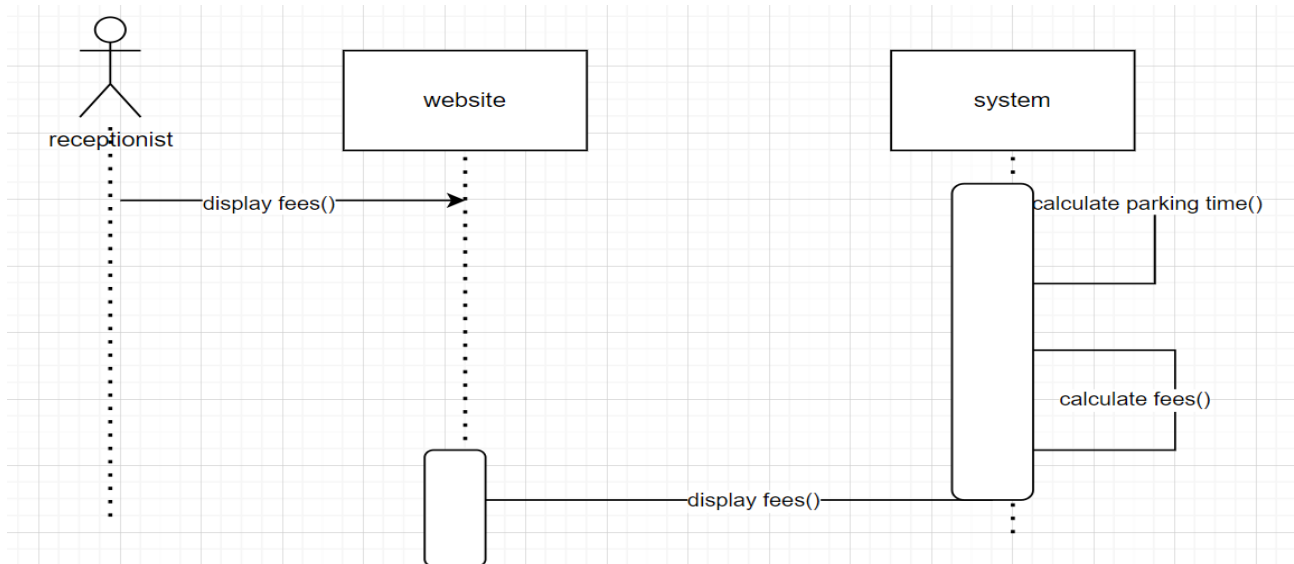 website
system
receptionist
display fees()
calculate parking time()
calculate fees()
display fees()